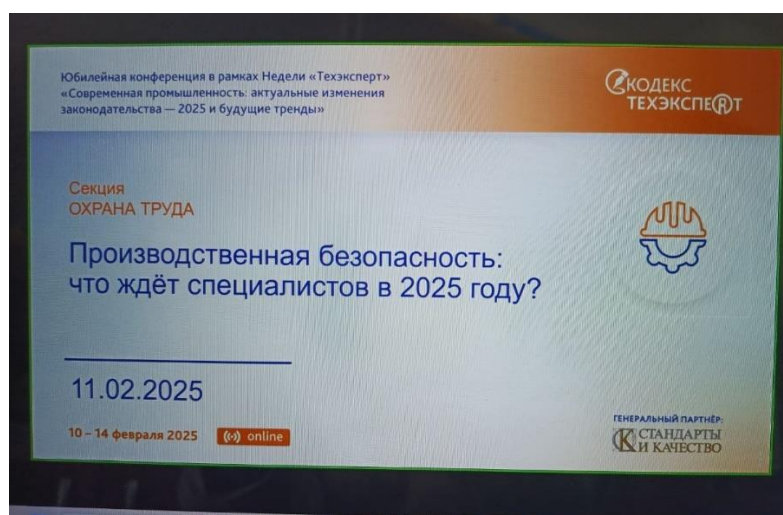 Юбилейная конференция в рамках Недели «Техэксперт»
«Современная промышленность: актуальные изменения
законодательства — 2025 и будущие тренды»
КОДЕКС
ТЕХЭКСПЕRТ
Секция
ОХРАНА ТРУДА
Производственная безопасность:
что ждёт специалистов в 2025 году?
11.02.2025
10 – 14 февраля 2025 online
ГЕНЕРАЛЬНЫЙ ПАРТНЁР:
СТАНДАРТЫ
И КАЧЕСТВО